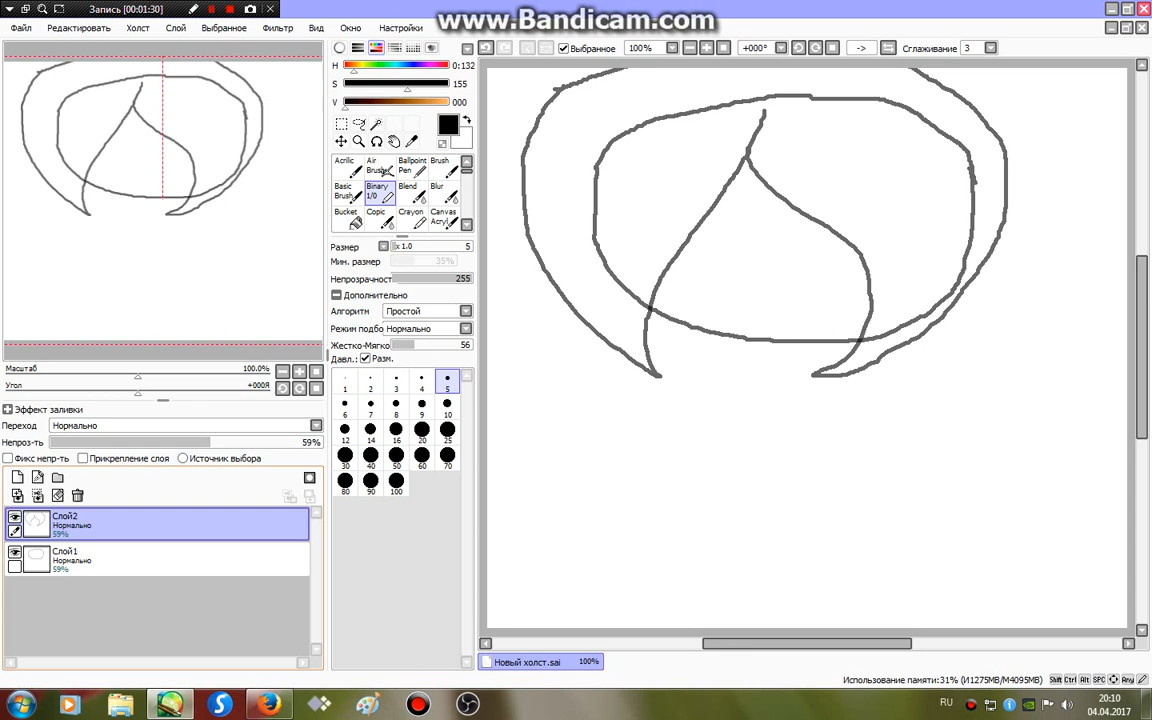 Запись [00:01:30]
www.Bandicam.com
Файл Редактировать Холст Слой Выбранное Фильтр Вид Окно Настройки
Выбранное 100% +000° -> Сглаживание 3
H 0:132
S 155
V 000
Acrilic Air Brush Ballpoint Pen Brush
Basic Brush Binary 1/0 Blend Blur
Bucket Copic Crayon Canvas Acryl
Размер x 1.0 5
Мин. размер 35%
Непрозрачност 255
Дополнительно
Алгоритм Простой
Режим подбо Нормально
Жестко-Мягко 56
Давл.: Разм.
1 2 3 4 5
6 7 8 9 10
12 14 16 20 25
30 40 50 60 70
80 90 100
Масштаб 100.0%
Угол +000Я
Эффект заливки
Переход Нормально
Непроз-ть 59%
Фикс непр-ть Прикрепление слоя Источник выбора
Слой2
Нормально
59%
Слой1
Нормально
59%
Новый холст.sai 100%
Использование памяти:31% (И1275MB/M4095MB) Shift Ctrl Alt SPC Any
RU 20:10
04.04.2017